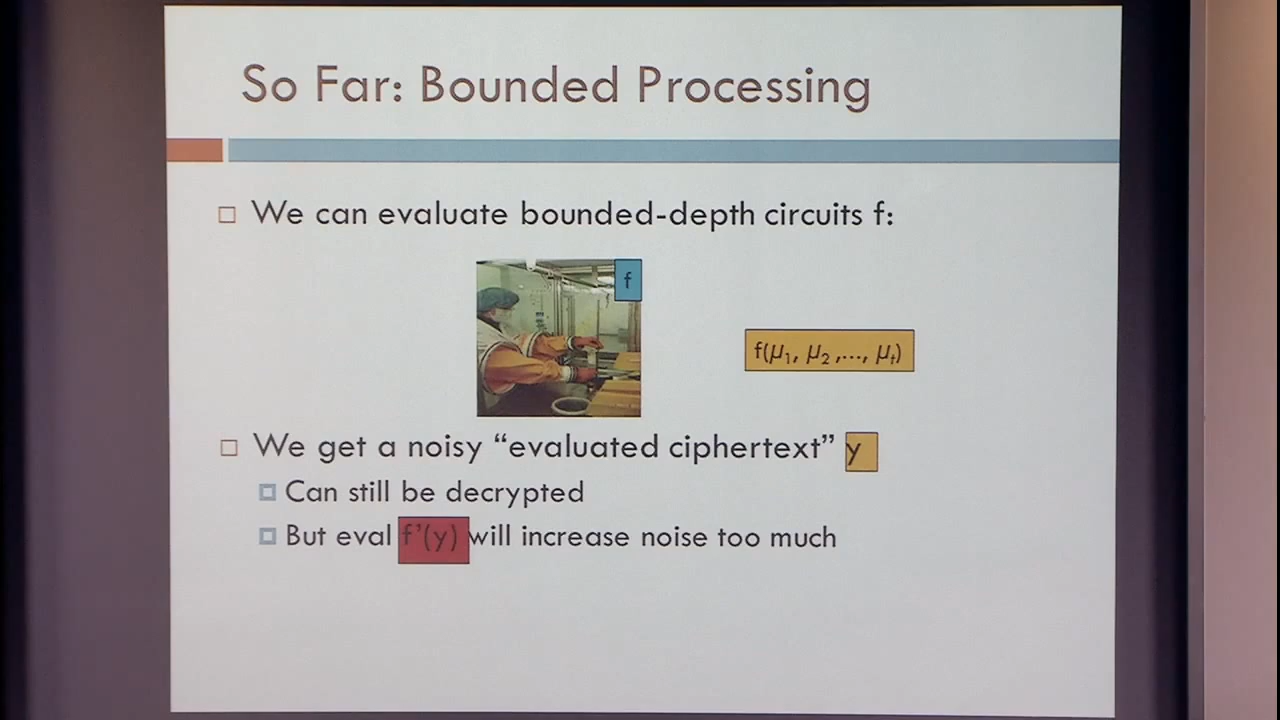 So Far: Bounded Processing
We can evaluate bounded-depth circuits f:
f
f(μ₁, μ₂ ,..., μₜ)
We get a noisy “evaluated ciphertext” y
Can still be decrypted
But eval f’(y) will increase noise too much